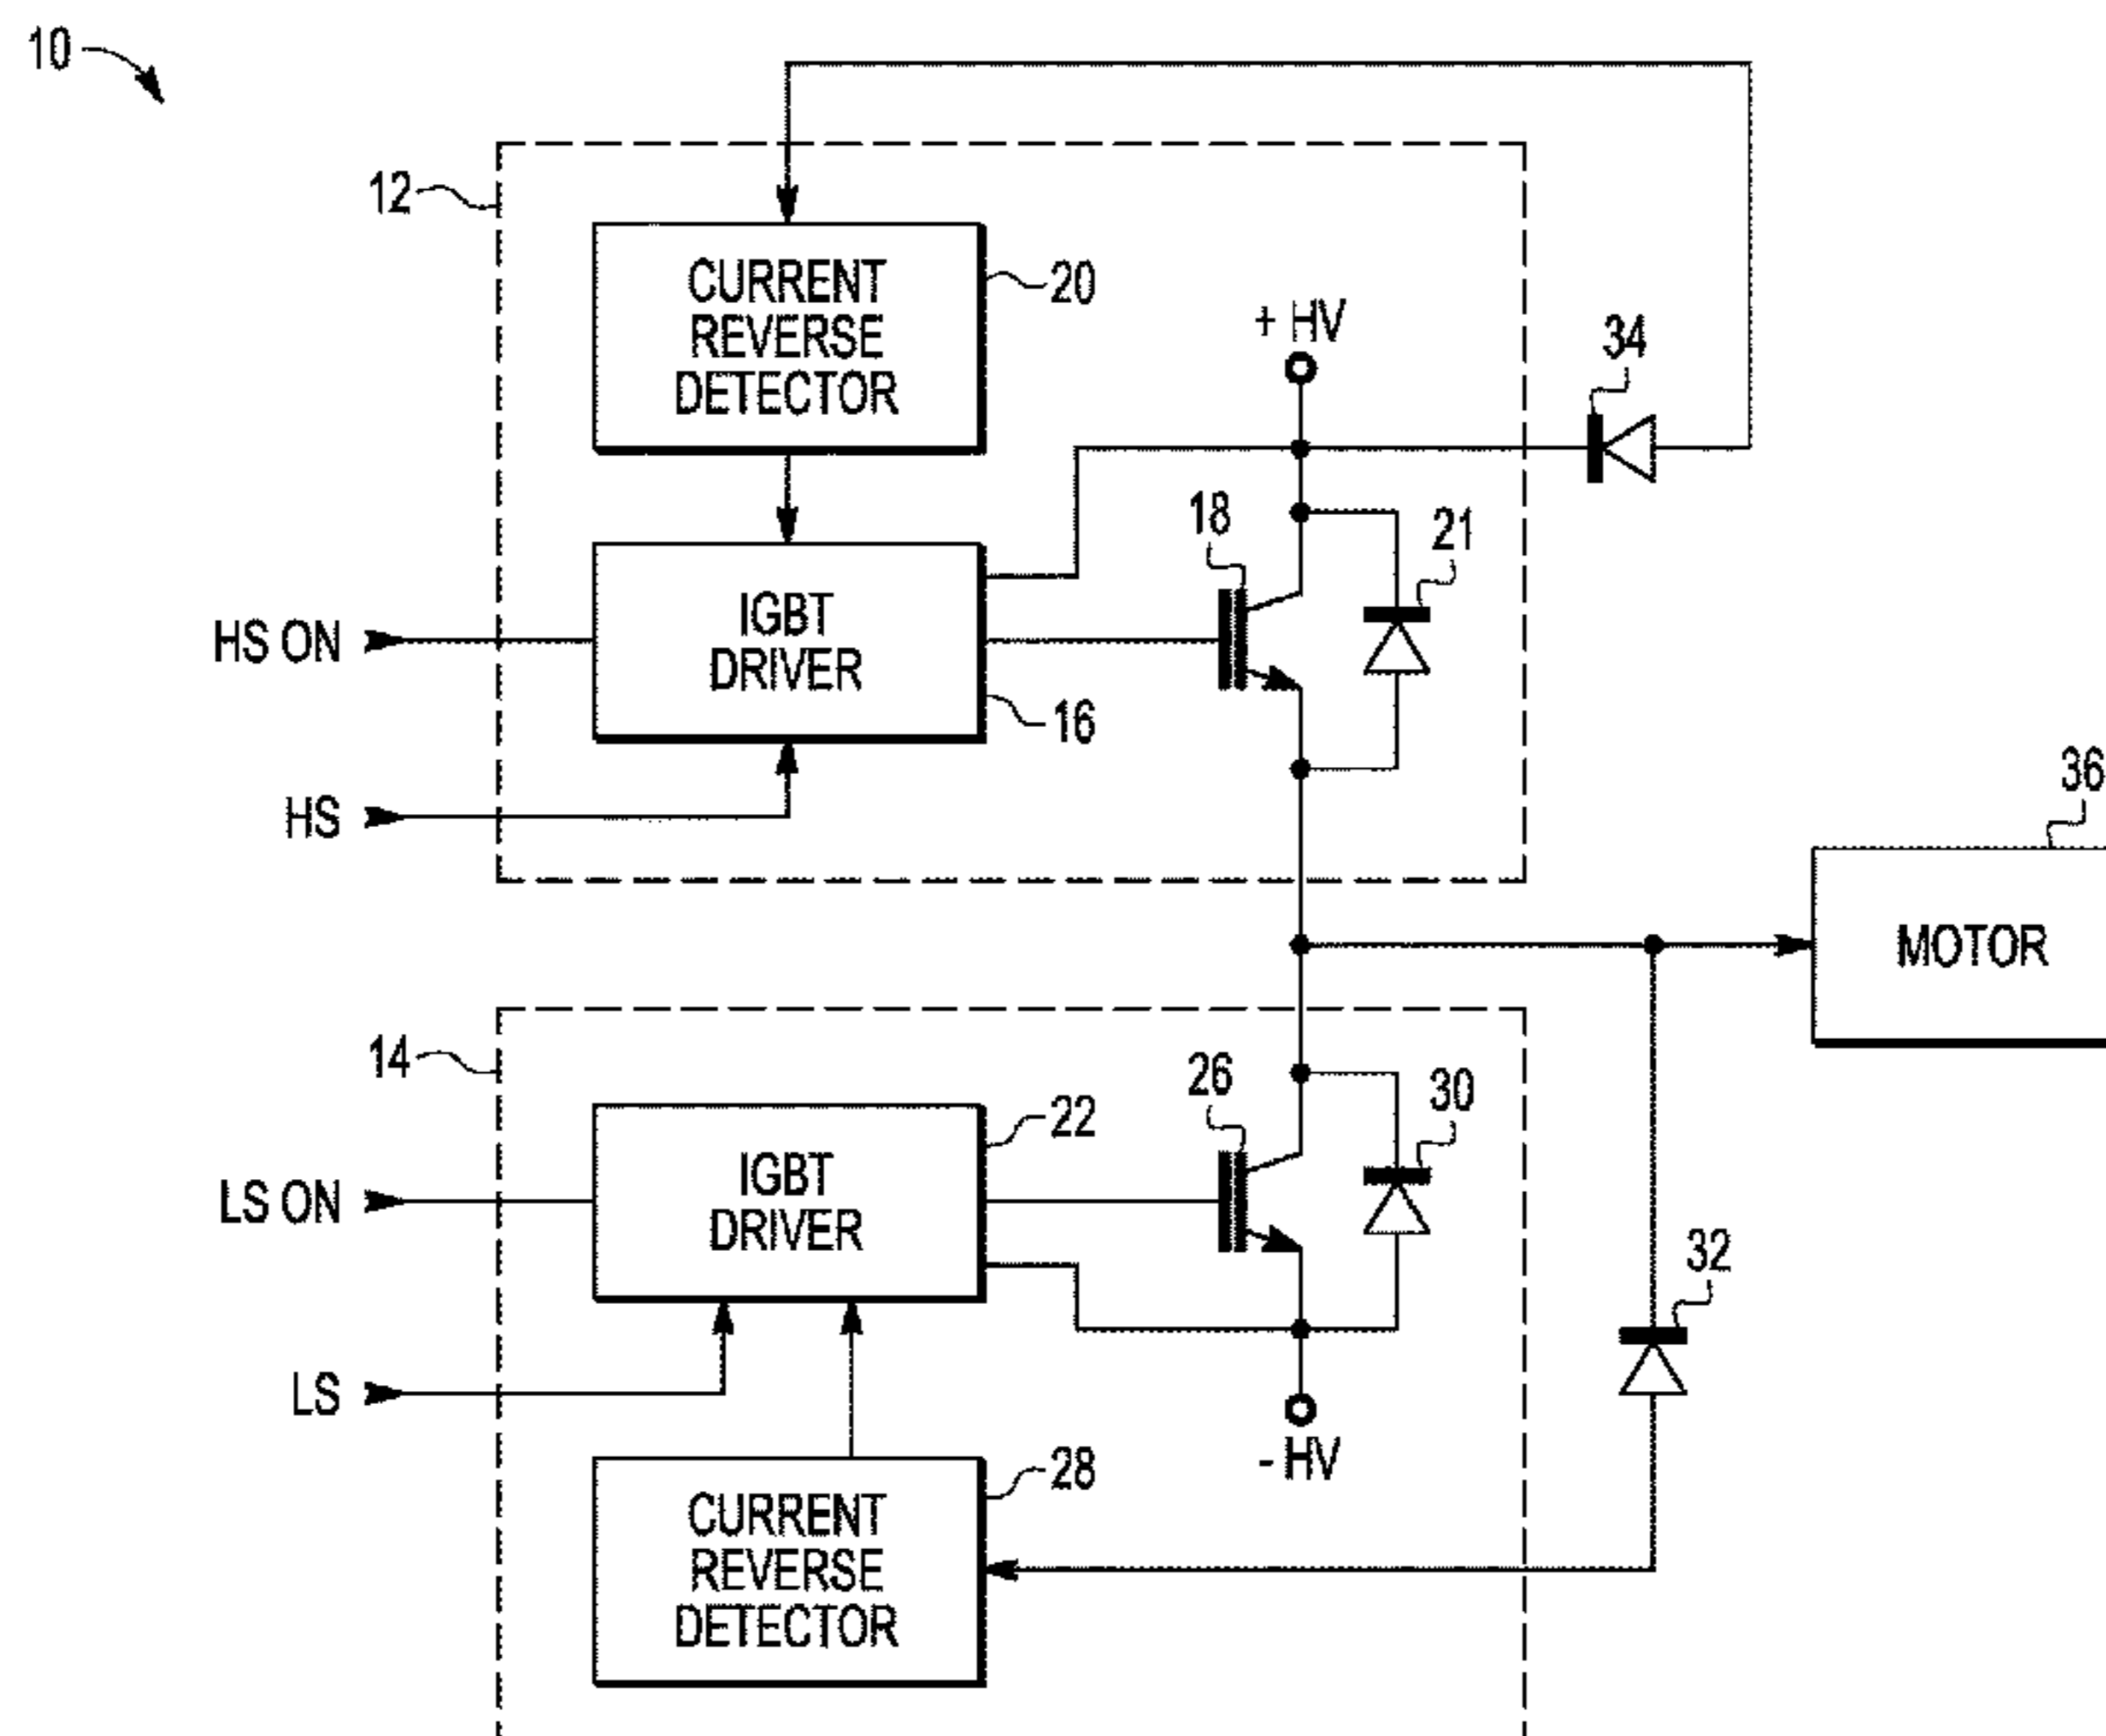 10
12
CURRENT
REVERSE
DETECTOR
20
+ HV
34
18
21
HS ON
IGBT
DRIVER
16
HS
36
MOTOR
14
22
26
30
LS ON
IGBT
DRIVER
32
LS
- HV
28
CURRENT
REVERSE
DETECTOR